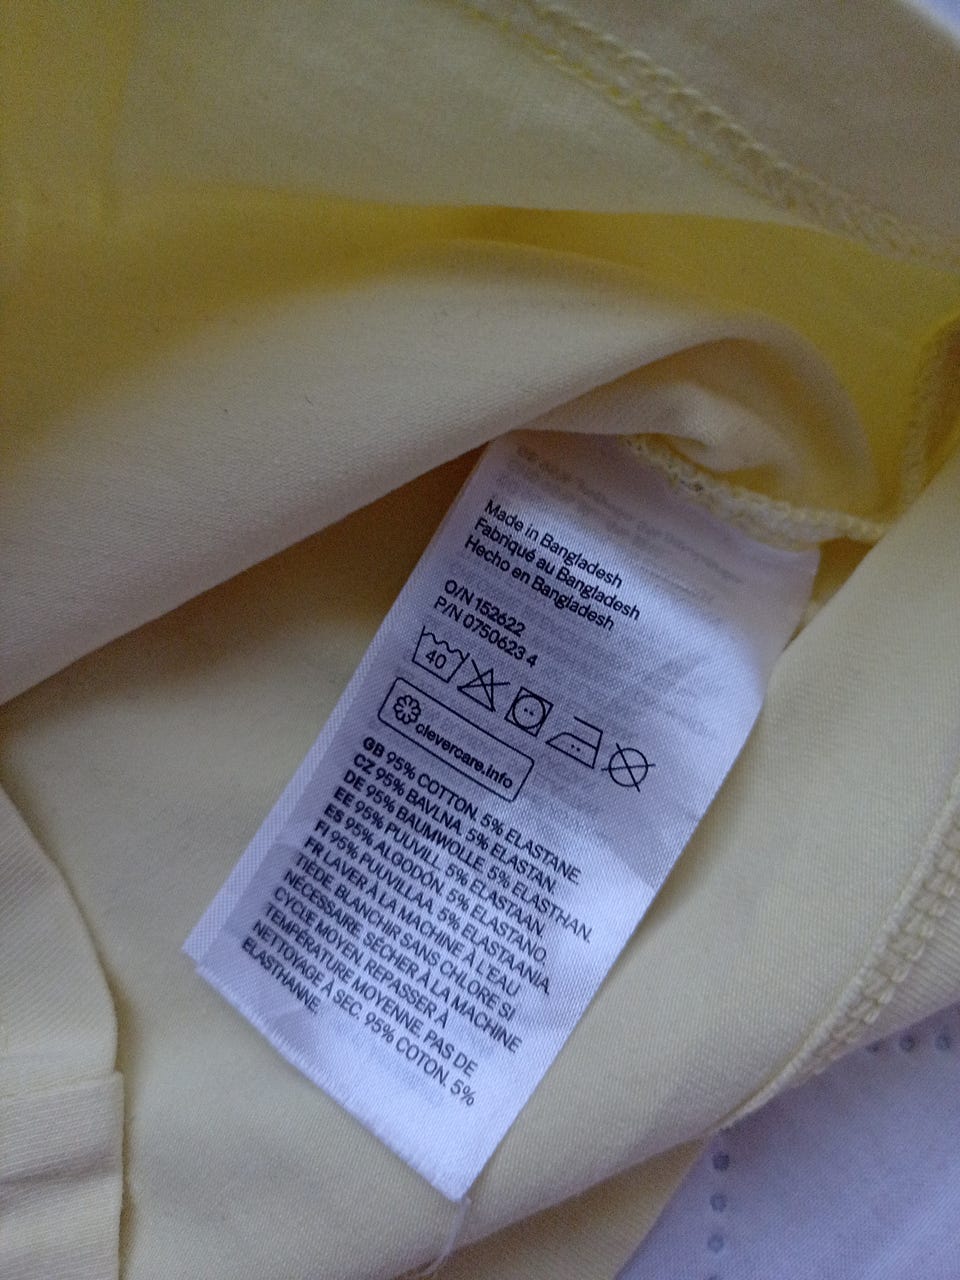 Made in Bangladesh
Fabriqué au Bangladesh
Hecho en Bangladesh
O/N 152622
P/N 0750623 4
40
clevercare.info
GB 95% COTTON. 5% ELASTANE.
CZ 95% BAVLNA. 5% ELASTAN.
DE 95% BAUMWOLLE. 5% ELASTHAN.
EE 95% PUUVILL. 5% ELASTAAN.
ES 95% ALGODÓN. 5% ELASTANO.
FI 95% PUUVILLAA. 5% ELASTAANIA.
FR LAVER À LA MACHINE À L'EAU
TIÈDE. BLANCHIR SANS CHLORE SI
NÉCESSAIRE. SÉCHER À LA MACHINE
CYCLE MOYEN. REPASSER À
TEMPÉRATURE MOYENNE. PAS DE
NETTOYAGE À SEC. 95% COTON. 5%
ELASTHANNE.